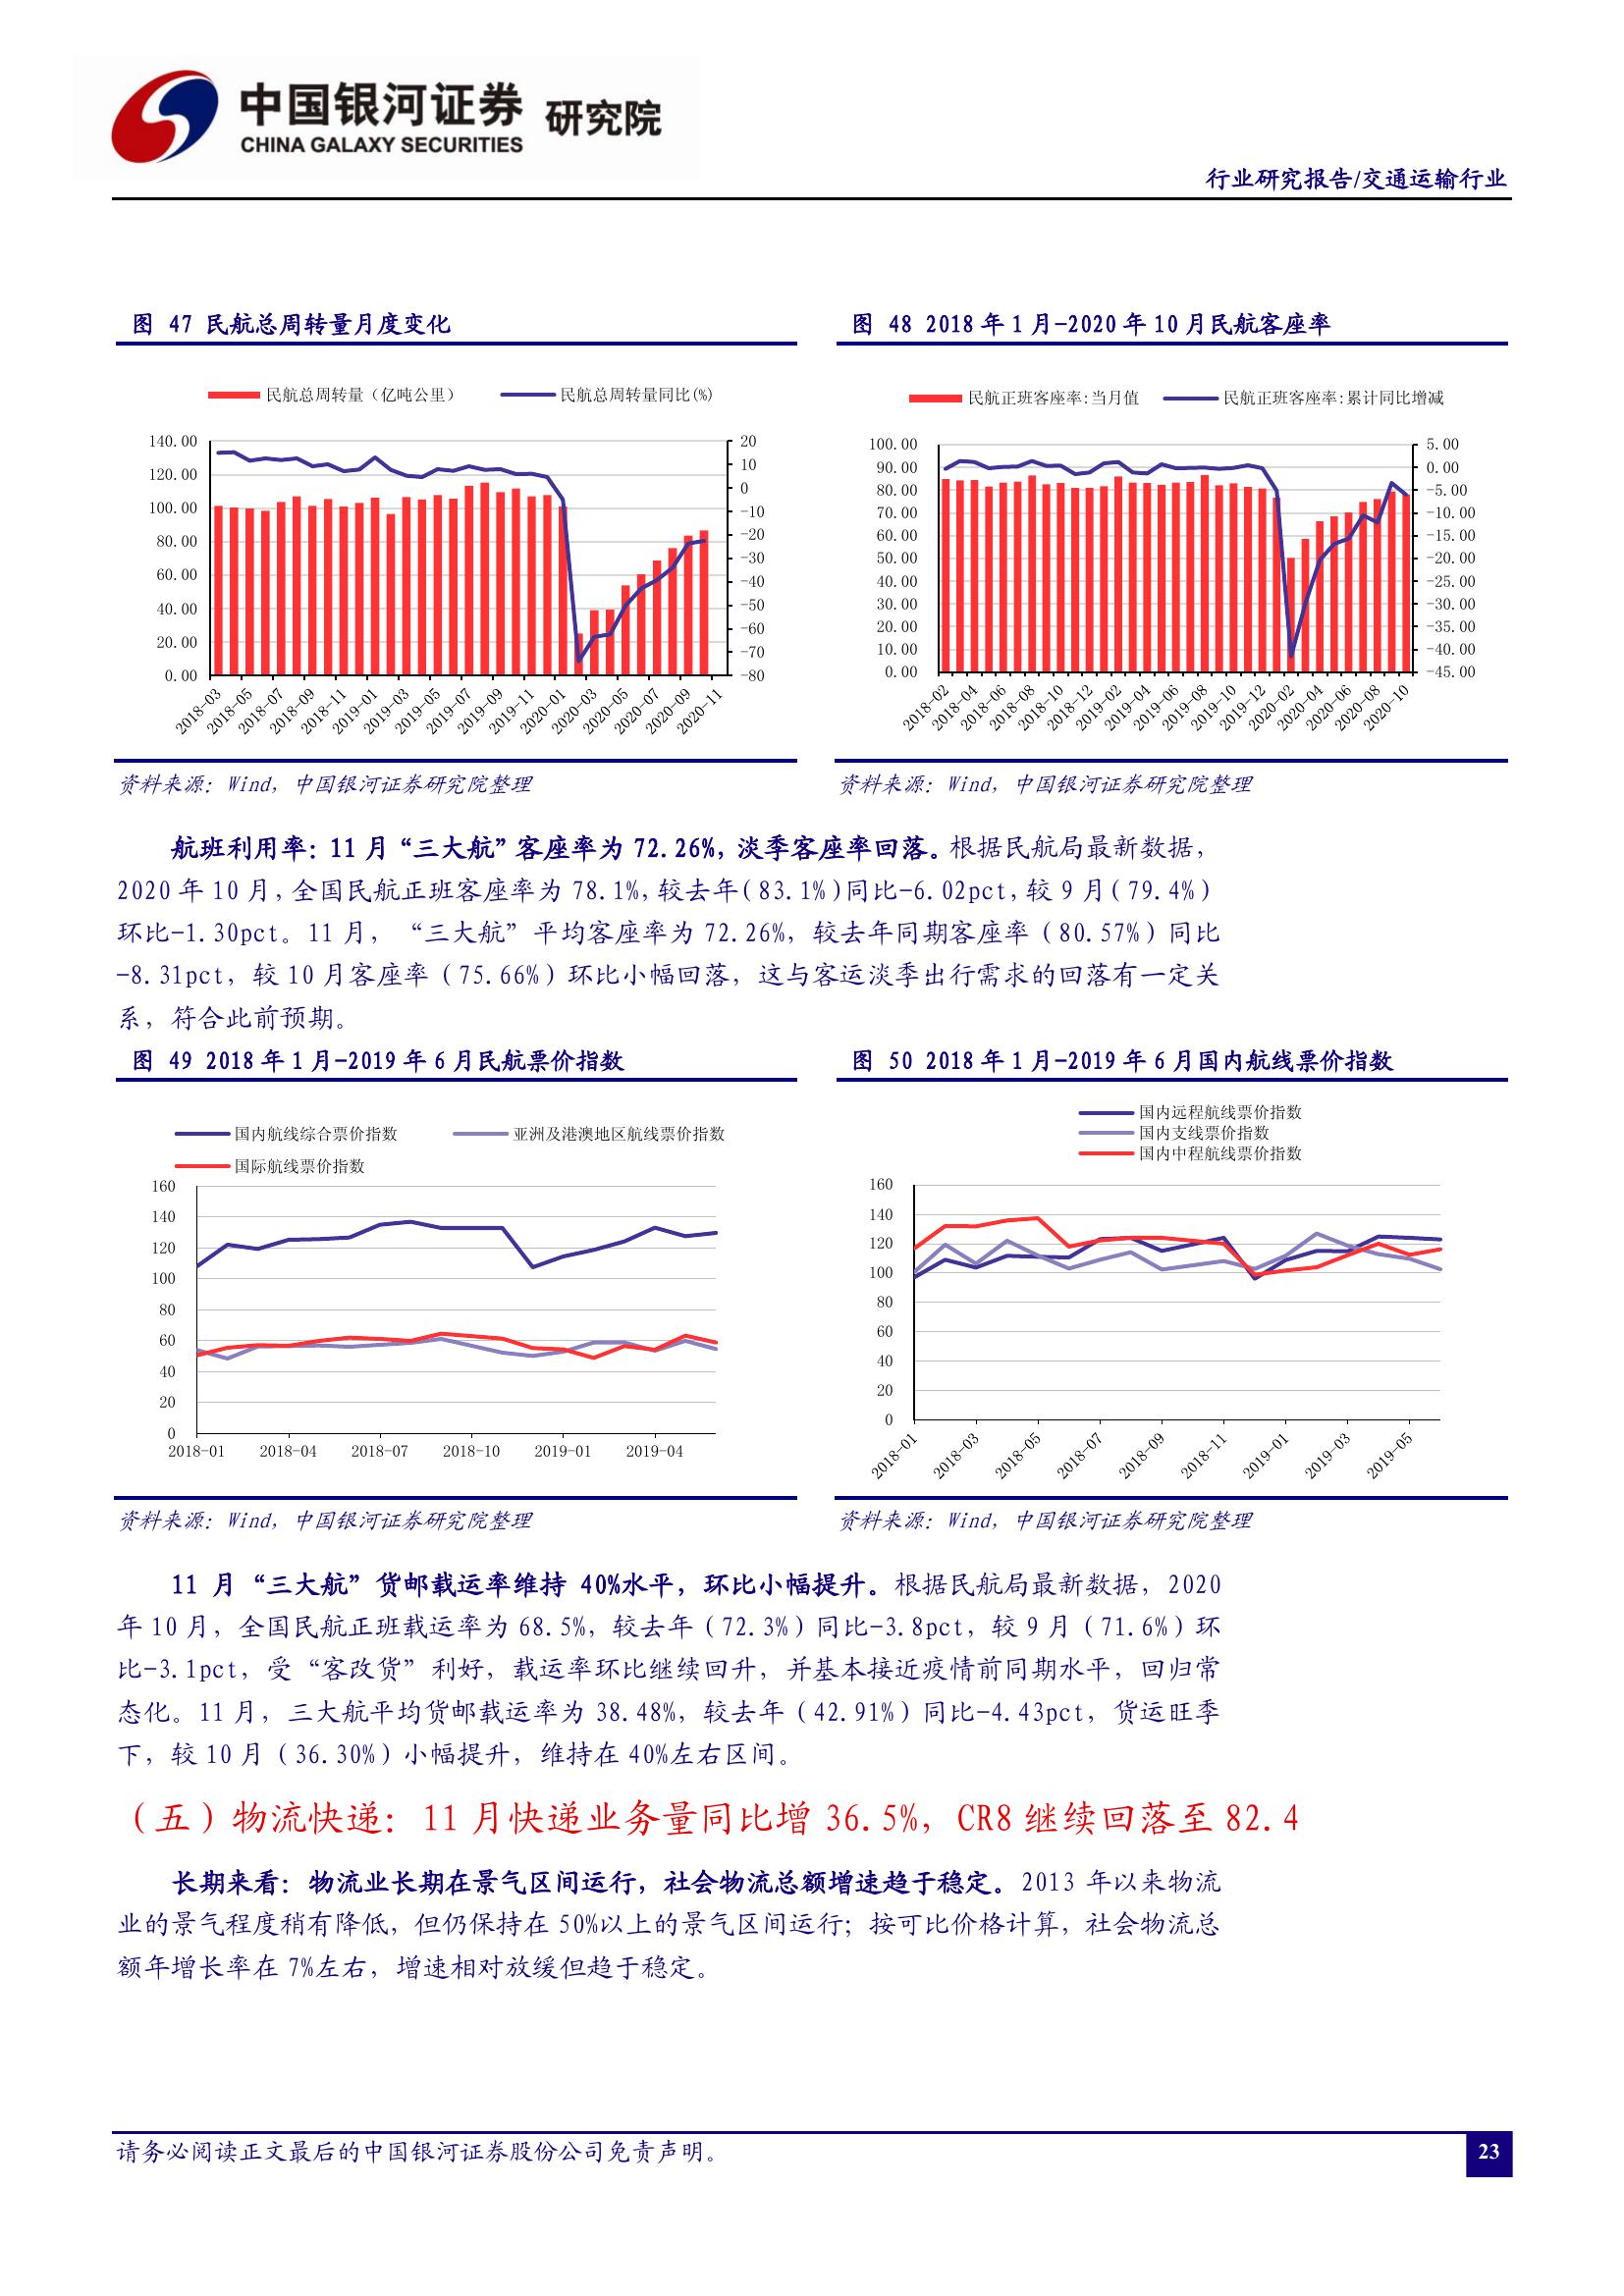 中国银河证券 研究院
CHINA GALAXY SECURITIES
行业研究报告/交通运输行业
图 47 民航总周转量月度变化
民航总周转量（亿吨公里） 民航总周转量同比(%)
140.00
120.00
100.00
80.00
60.00
40.00
20.00
0.00
20
10
0
-10
-20
-30
-40
-50
-60
-70
-80
2018-03 2018-05 2018-07 2018-09 2018-11 2019-01 2019-03 2019-05 2019-07 2019-09 2019-11 2020-01 2020-03 2020-05 2020-07 2020-09 2020-11
资料来源：Wind，中国银河证券研究院整理
图 48 2018 年 1 月-2020 年 10 月民航客座率
民航正班客座率:当月值 民航正班客座率:累计同比增减
100.00
90.00
80.00
70.00
60.00
50.00
40.00
30.00
20.00
10.00
0.00
5.00
0.00
-5.00
-10.00
-15.00
-20.00
-25.00
-30.00
-35.00
-40.00
-45.00
2018-02 2018-04 2018-06 2018-08 2018-10 2018-12 2019-02 2019-04 2019-06 2019-08 2019-10 2019-12 2020-02 2020-04 2020-06 2020-08 2020-10
资料来源：Wind，中国银河证券研究院整理
航班利用率：11 月“三大航”客座率为 72.26%，淡季客座率回落。根据民航局最新数据，
2020 年 10 月，全国民航正班客座率为 78.1%，较去年（83.1%）同比-6.02pct，较 9 月（79.4%）
环比-1.30pct。11 月，“三大航”平均客座率为 72.26%，较去年同期客座率（80.57%）同比
-8.31pct，较 10 月客座率（75.66%）环比小幅回落，这与客运淡季出行需求的回落有一定关
系，符合此前预期。
图 49 2018 年 1 月-2019 年 6 月民航票价指数
国内航线综合票价指数 亚洲及港澳地区航线票价指数
国际航线票价指数
160
140
120
100
80
60
40
20
0
2018-01 2018-04 2018-07 2018-10 2019-01 2019-04
资料来源：Wind，中国银河证券研究院整理
图 50 2018 年 1 月-2019 年 6 月国内航线票价指数
国内远程航线票价指数
国内支线票价指数
国内中程航线票价指数
160
140
120
100
80
60
40
20
0
2018-01 2018-03 2018-05 2018-07 2018-09 2018-11 2019-01 2019-03 2019-05
资料来源：Wind，中国银河证券研究院整理
11 月“三大航”货邮载运率维持 40%水平，环比小幅提升。根据民航局最新数据，2020
年 10 月，全国民航正班载运率为 68.5%，较去年（72.3%）同比-3.8pct，较 9 月（71.6%）环
比-3.1pct，受“客改货”利好，载运率环比继续回升，并基本接近疫情前同期水平，回归常
态化。11 月，三大航平均货邮载运率为 38.48%，较去年（42.91%）同比-4.43pct，货运旺季
下，较 10 月（36.30%）小幅提升，维持在 40%左右区间。
（五）物流快递：11 月快递业务量同比增 36.5%，CR8 继续回落至 82.4
长期来看：物流业长期在景气区间运行，社会物流总额增速趋于稳定。2013 年以来物流
业的景气程度稍有降低，但仍保持在 50%以上的景气区间运行；按可比价格计算，社会物流总
额年增长率在 7%左右，增速相对放缓但趋于稳定。
请务必阅读正文最后的中国银河证券股份公司免责声明。
23